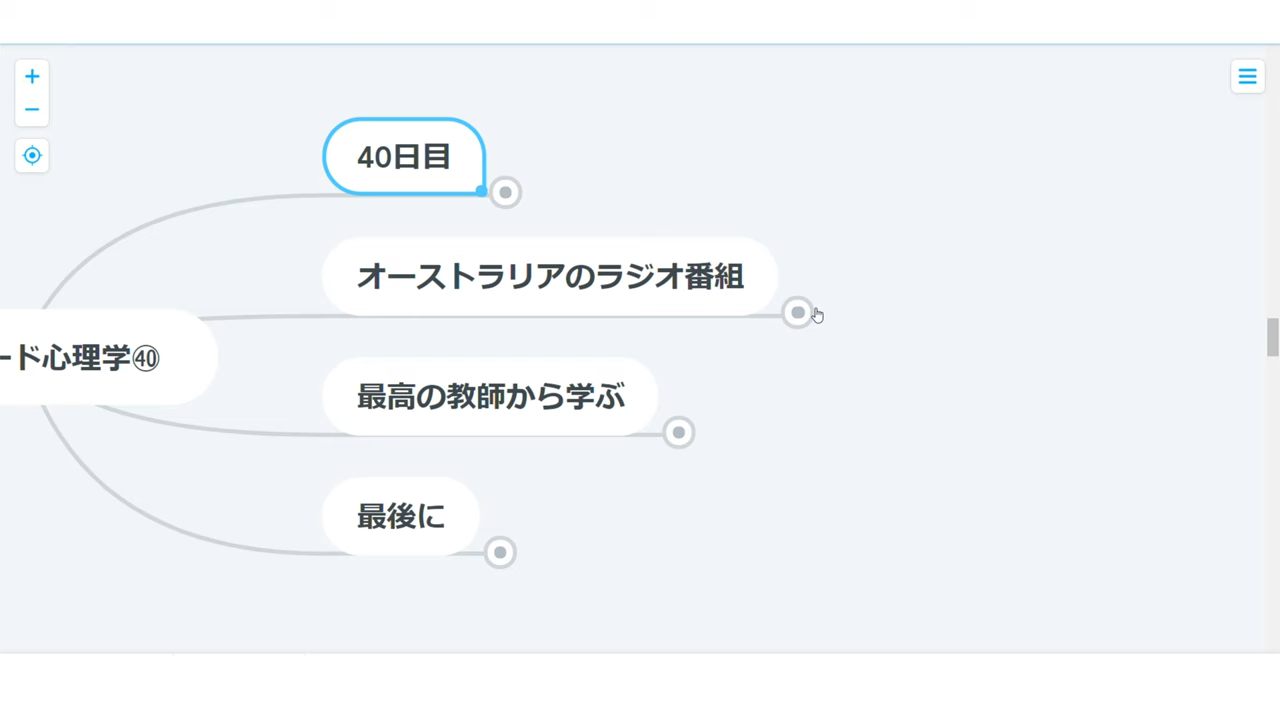 40日目
オーストラリアのラジオ番組
ード心理学㊵
最高の教師から学ぶ
最後に